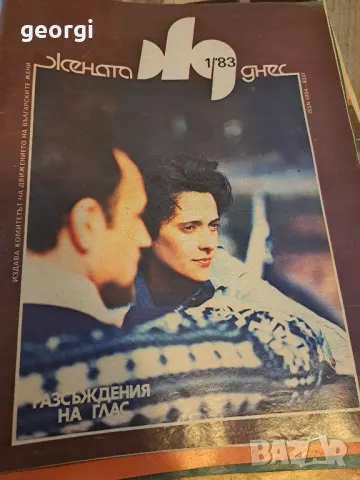 georgi
жената жд днес
1/'83
ИЗДАВА КОМИТЕТЪТ НА ДВИЖЕНИЕТО НА БЪЛГАРСКИТЕ ЖЕНИ
РАЗСЪЖДЕНИЯ
НА ГЛАС
BAZAR